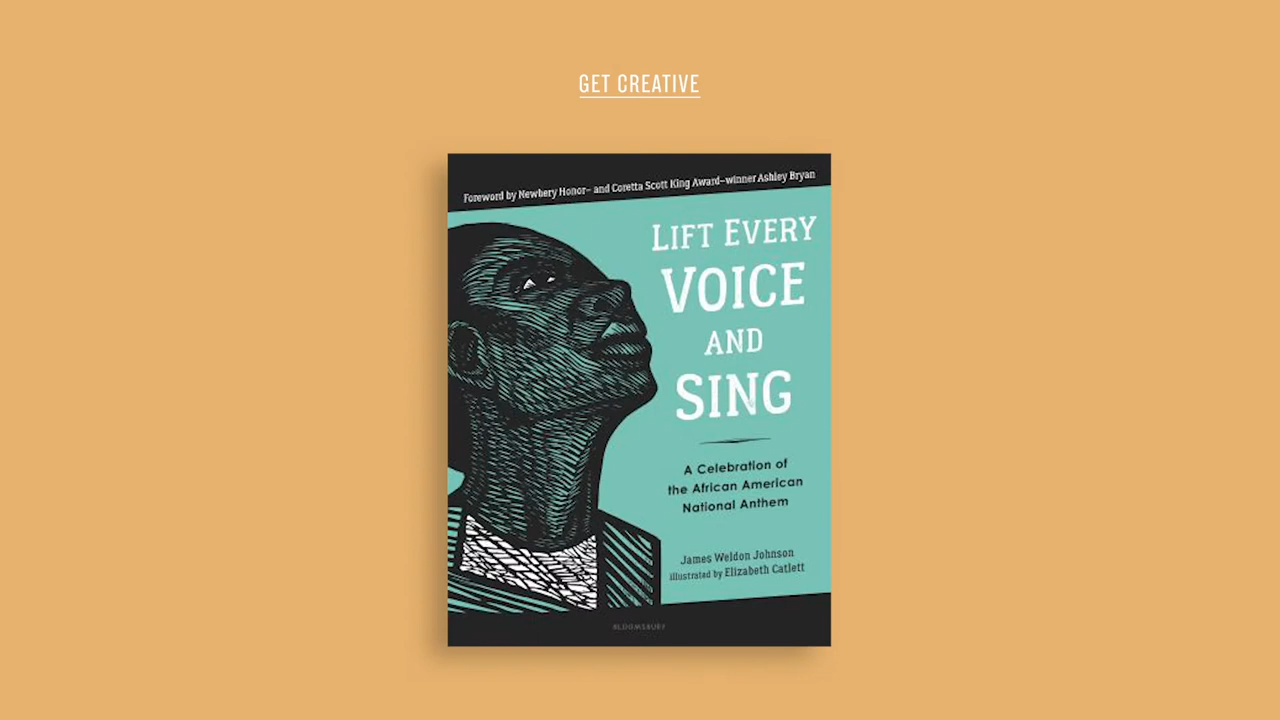 GET CREATIVE
Foreword by Newbery Honor– and Coretta Scott King Award–winner Ashley Bryan
LIFT EVERY
VOICE
AND
SING
A Celebration of
the African American
National Anthem
James Weldon Johnson
illustrated by Elizabeth Catlett
BLOOMSBURY